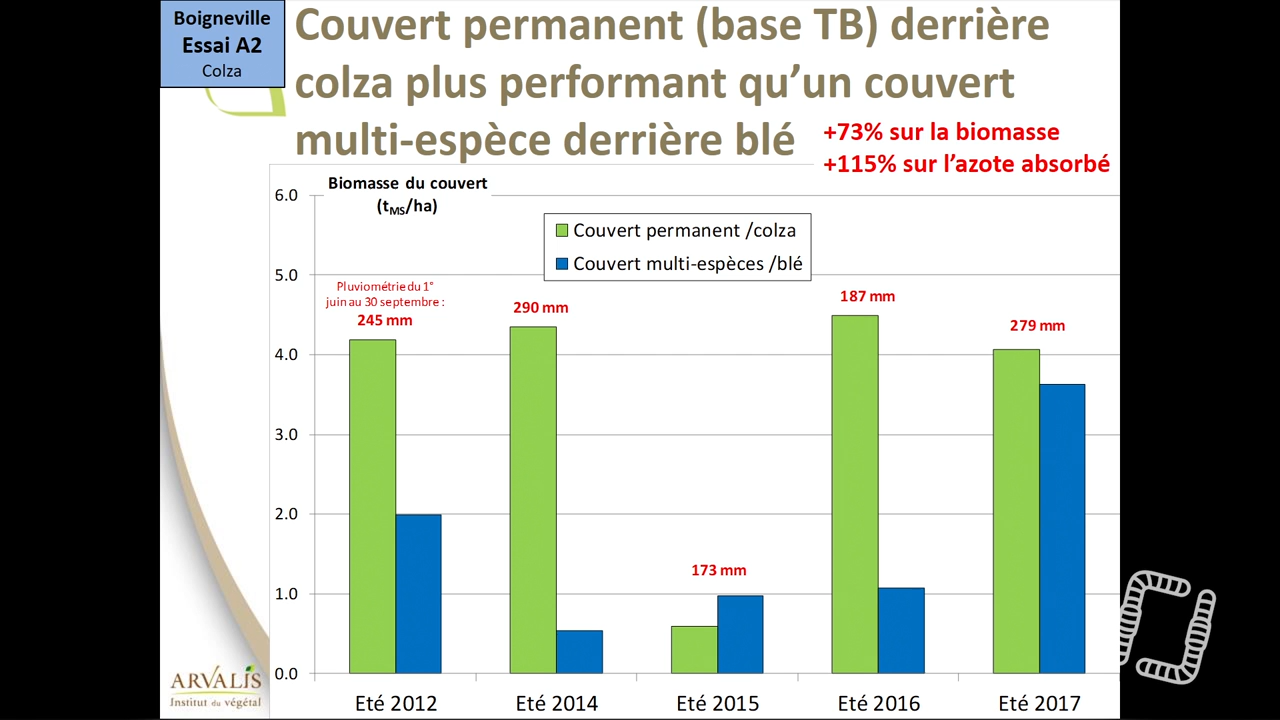 Boigneville
Essai A2
Colza
Couvert permanent (base TB) derrière
colza plus performant qu’un couvert
multi-espèce derrière blé
+73% sur la biomasse
+115% sur l’azote absorbé
Biomasse du couvert
(tMS/ha)
6.0
5.0
4.0
3.0
2.0
1.0
0.0
Couvert permanent /colza
Couvert multi-espèces /blé
Pluviométrie du 1°
juin au 30 septembre :
245 mm
290 mm
173 mm
187 mm
279 mm
Eté 2012
Eté 2014
Eté 2015
Eté 2016
Eté 2017
ARVALIS
Institut du végétal